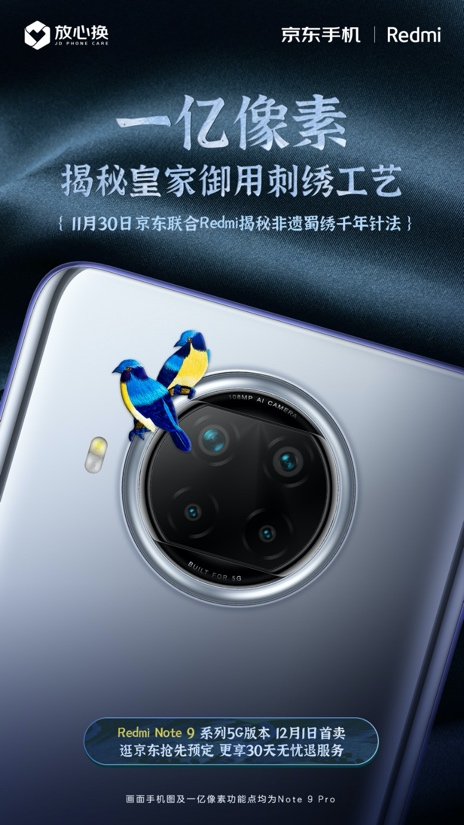 放心换
JD PHONE CARE
京东手机 | Redmi
一亿像素
揭秘皇家御用刺绣工艺
{ 11月30日京东联合Redmi揭秘非遗蜀绣千年针法 }
108MP AI CAMERA
BUILT FOR 5G
Redmi Note 9 系列5G版本 12月1日首卖
逛京东抢先预定 更享30天无忧退服务
画面手机图及一亿像素功能点均为Note 9 Pro